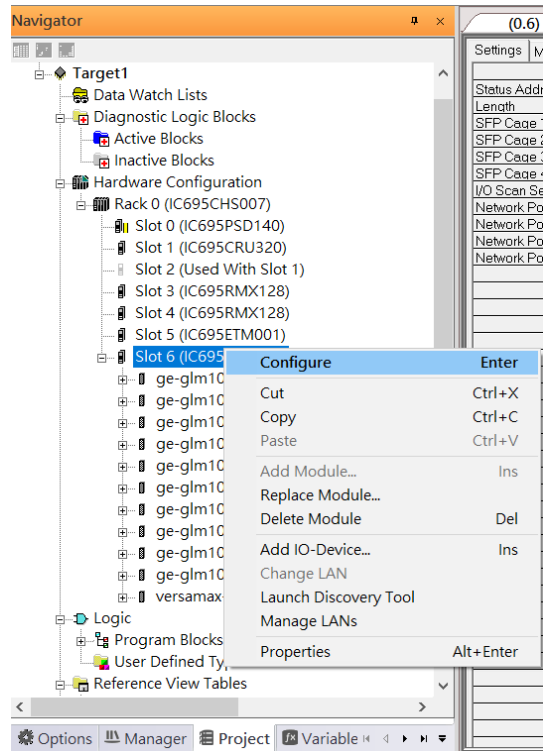 Navigator
(0.6)
Settings
Target1
Data Watch Lists
Diagnostic Logic Blocks
Active Blocks
Inactive Blocks
Hardware Configuration
Rack 0 (IC695CHS007)
Slot 0 (IC695PSD140)
Slot 1 (IC695CRU320)
Slot 2 (Used With Slot 1)
Slot 3 (IC695RMX128)
Slot 4 (IC695RMX128)
Slot 5 (IC695ETM001)
Slot 6 (IC695
ge-glm10
ge-glm10
ge-glm10
ge-glm10
ge-glm10
ge-glm10
ge-glm10
ge-glm10
ge-glm10
ge-glm10
versamax-
Logic
Program Blocks
User Defined Ty
Reference View Tables
Configure Enter
Cut Ctrl+X
Copy Ctrl+C
Paste Ctrl+V
Add Module... Ins
Replace Module...
Delete Module Del
Add IO-Device... Ins
Change LAN
Launch Discovery Tool
Manage LANs
Properties Alt+Enter
Status Addr
Length
SFP Cage
SFP Cage
SFP Cage
SFP Cage
I/O Scan Se
Network Po
Network Po
Network Po
Network Po
Options Manager Project Variable